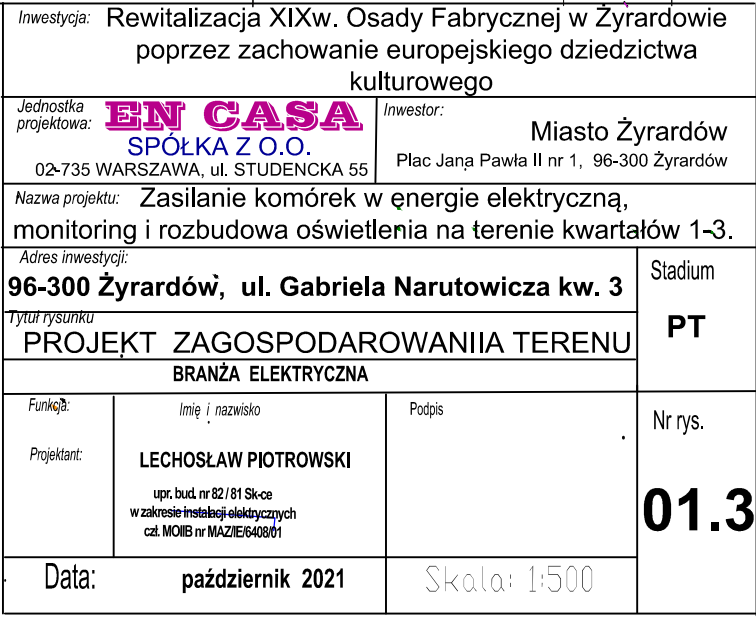 Inwestycja: Rewitalizacja XIXw. Osady Fabrycznej w Żyrardowie
poprzez zachowanie europejskiego dziedzictwa
kulturowego
Jednostka
projektowa: EN CASA
SPÓŁKA Z O.O.
02-735 WARSZAWA, ul. STUDENCKA 55
Inwestor:
Miasto Żyrardów
Plac Jana Pawła II nr 1, 96-300 Żyrardów
Nazwa projektu: Zasilanie komórek w energie elektryczną,
monitoring i rozbudowa oświetlenia na terenie kwartałów 1-3.
Adres inwestycji:
96-300 Żyrardów, ul. Gabriela Narutowicza kw. 3
Stadium
PT
Tytuł rysunku
PROJEKT ZAGOSPODAROWANIIA TERENU
BRANŻA ELEKTRYCZNA
Funkcja:
Imię i nazwisko
Podpis
Nr rys.
01.3
Projektant:
LECHOSŁAW PIOTROWSKI
upr. bud. nr 82 / 81 Sk-ce
w zakresie instalacji elektrycznych
czł. MOIIB nr MAZ/IE/6408/01
Data: październik 2021
Skala: 1:500